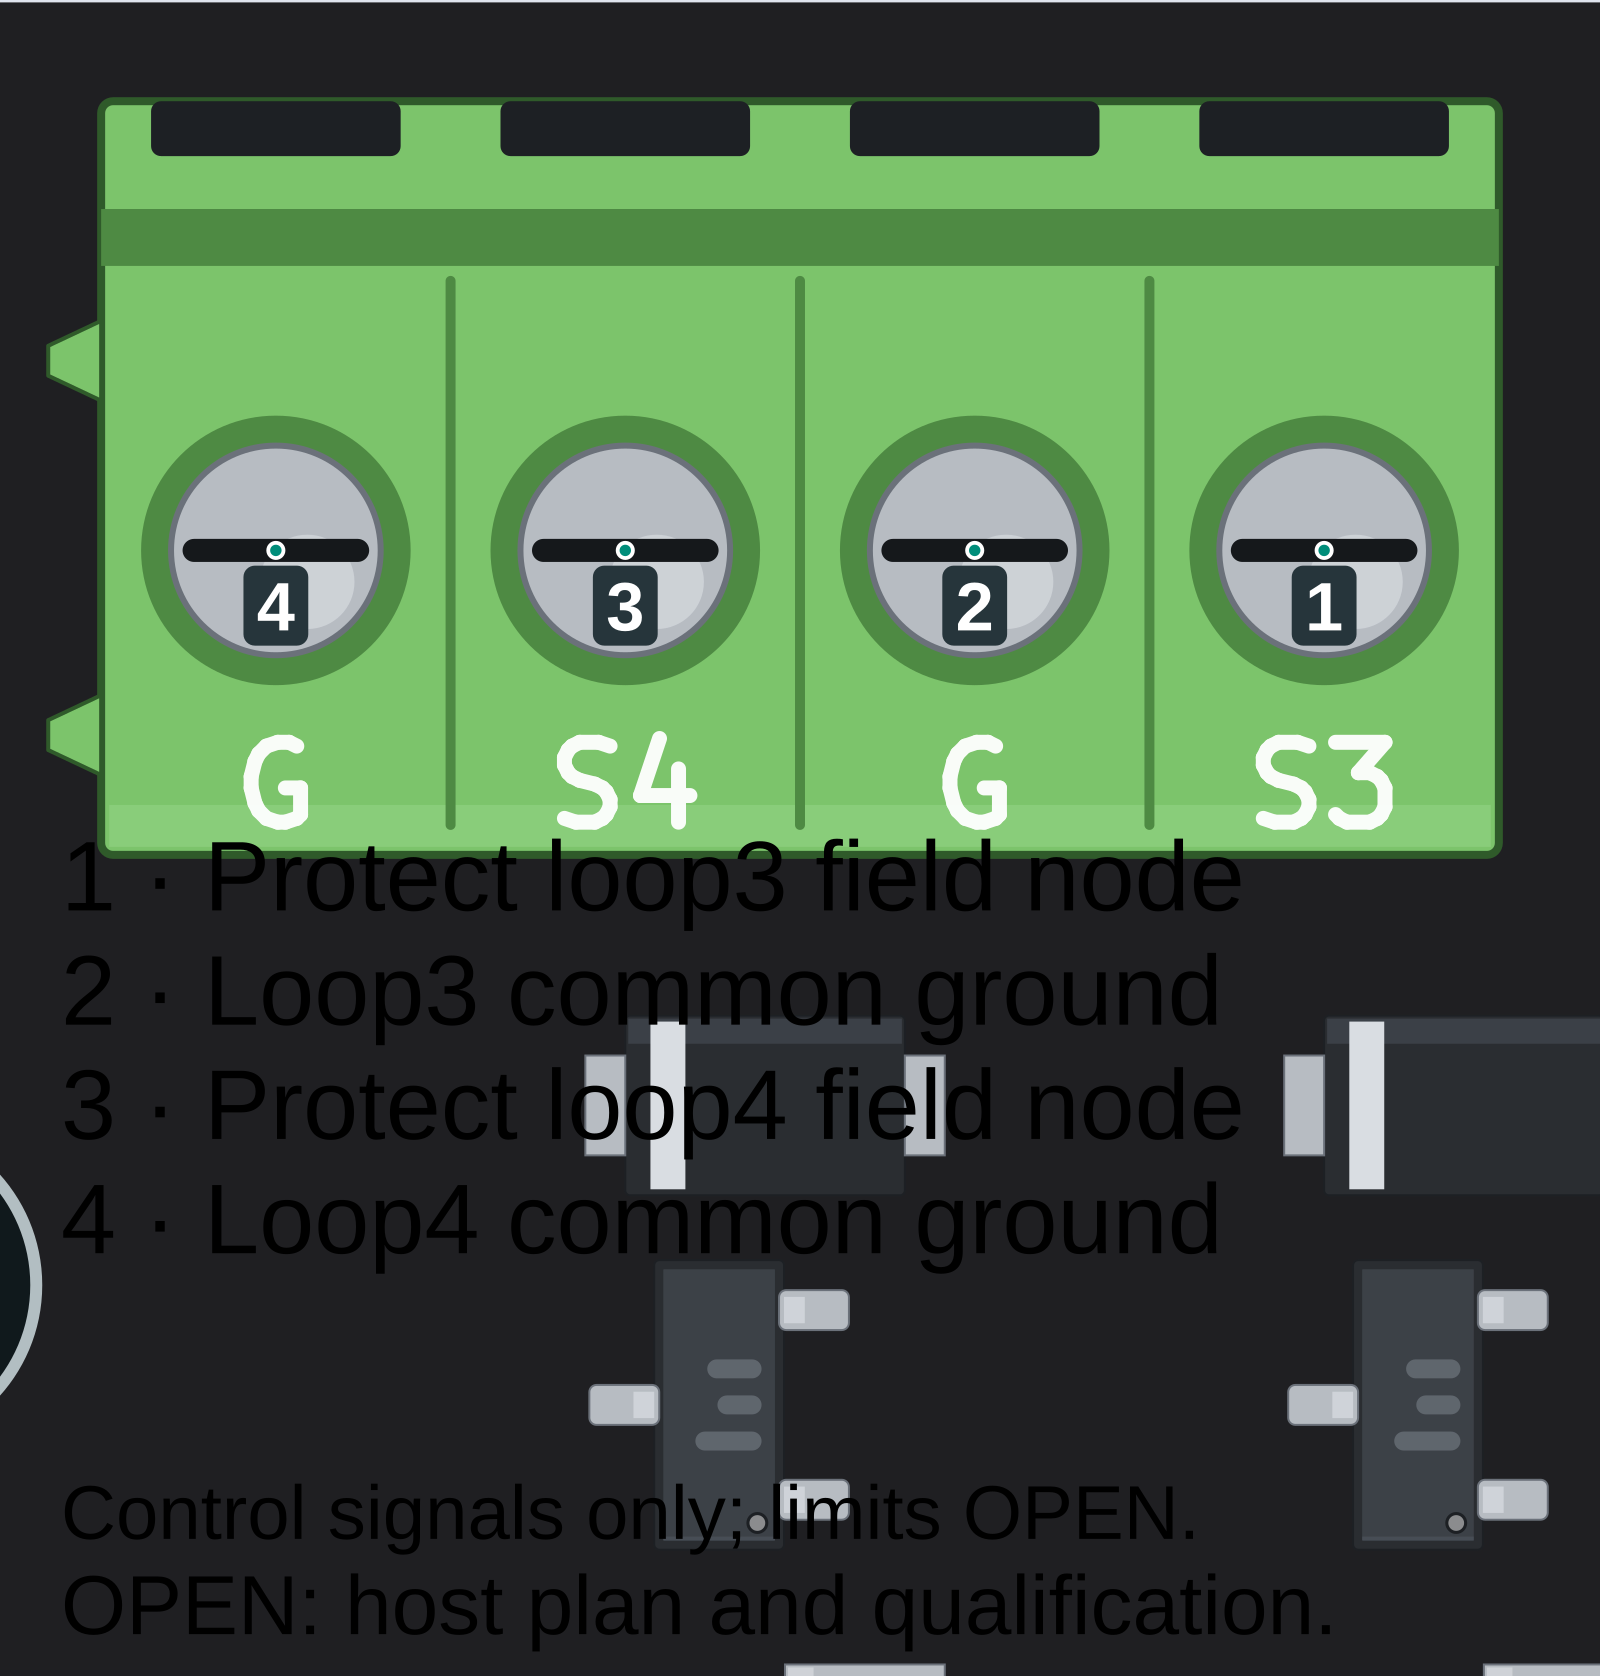 4 3 2 1
G S4 G S3
1 · Protect loop3 field node
2 · Loop3 common ground
3 · Protect loop4 field node
4 · Loop4 common ground
Control signals only; limits OPEN.
OPEN: host plan and qualification.